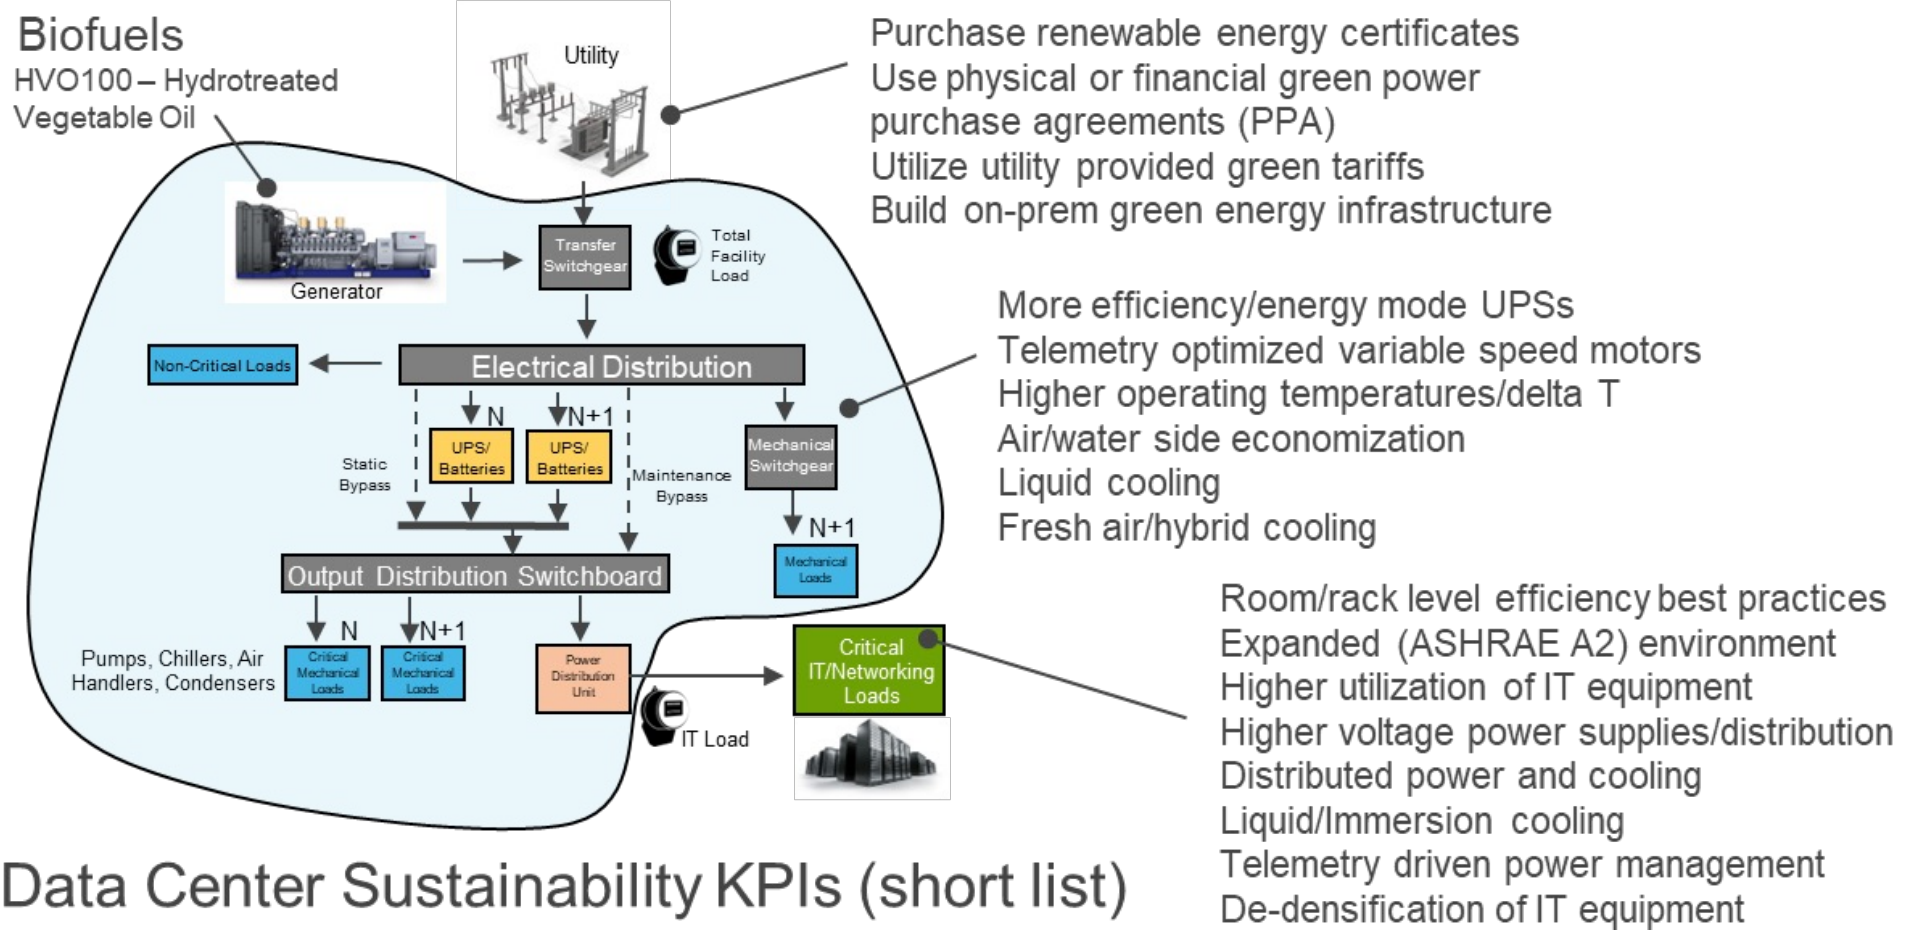 Biofuels
HVO100 – Hydrotreated
Vegetable Oil
Utility
Purchase renewable energy certificates
Use physical or financial green power
purchase agreements (PPA)
Utilize utility provided green tariffs
Build on-prem green energy infrastructure
Generator
Transfer
Switchgear
Total
Facility
Load
Non-Critical Loads
Electrical Distribution
N
N+1
UPS/
Batteries
UPS/
Batteries
Static
Bypass
Maintenance
Bypass
Mechanical
Switchgear
N+1
Mechanical
Loads
More efficiency/energy mode UPSs
Telemetry optimized variable speed motors
Higher operating temperatures/delta T
Air/water side economization
Liquid cooling
Fresh air/hybrid cooling
Output Distribution Switchboard
N
N+1
Pumps, Chillers, Air
Handlers, Condensers
Critical
Mechanical
Loads
Critical
Mechanical
Loads
Power
Distribution
Unit
IT Load
Critical
IT/Networking
Loads
Room/rack level efficiency best practices
Expanded (ASHRAE A2) environment
Higher utilization of IT equipment
Higher voltage power supplies/distribution
Distributed power and cooling
Liquid/Immersion cooling
Telemetry driven power management
De-densification of IT equipment
Data Center Sustainability KPIs (short list)